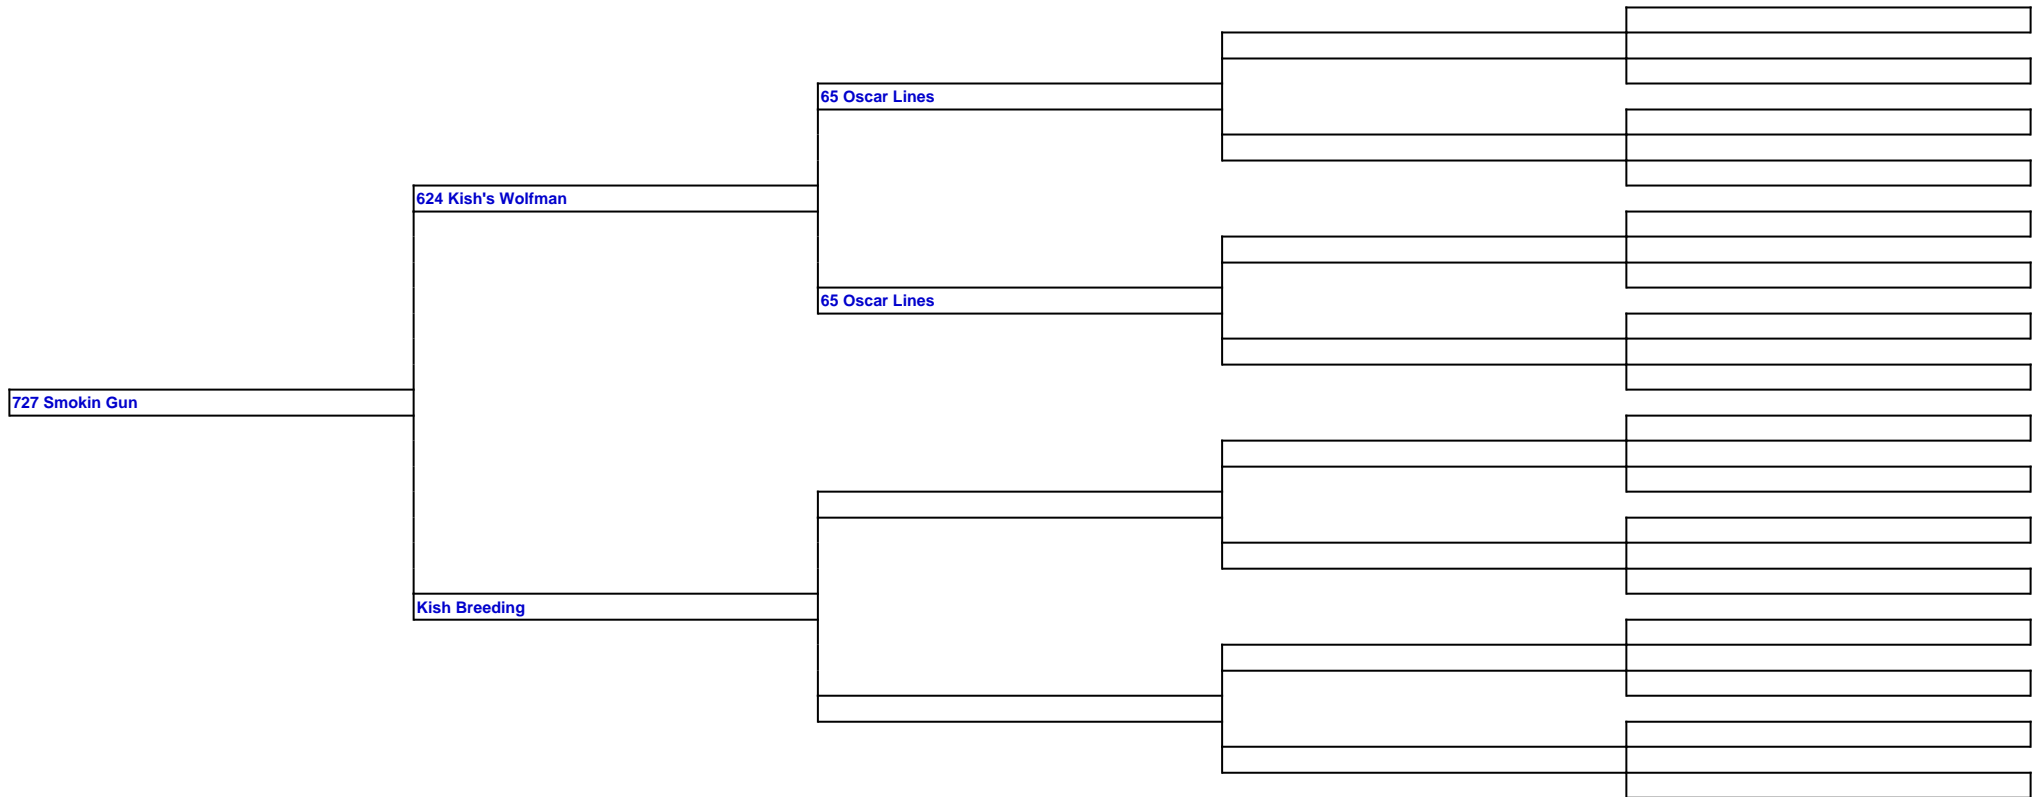 65 Oscar Lines
624 Kish's Wolfman
65 Oscar Lines
727 Smokin Gun
Kish Breeding